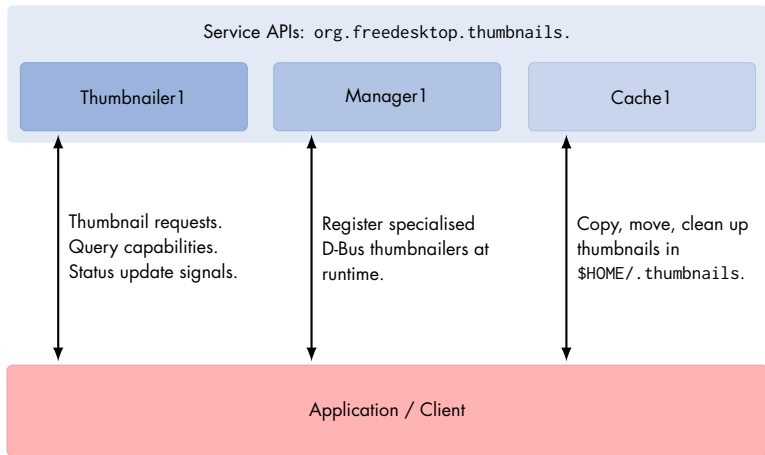 Service APIs: org.freedesktop.thumbnails.
Thumbnailer1
Manager1
Cache1
Thumbnail requests.
Query capabilities.
Status update signals.
Register specialised
D-Bus thumbnailers at
runtime.
Copy, move, clean up
thumbnails in
$HOME/.thumbnails.
Application / Client